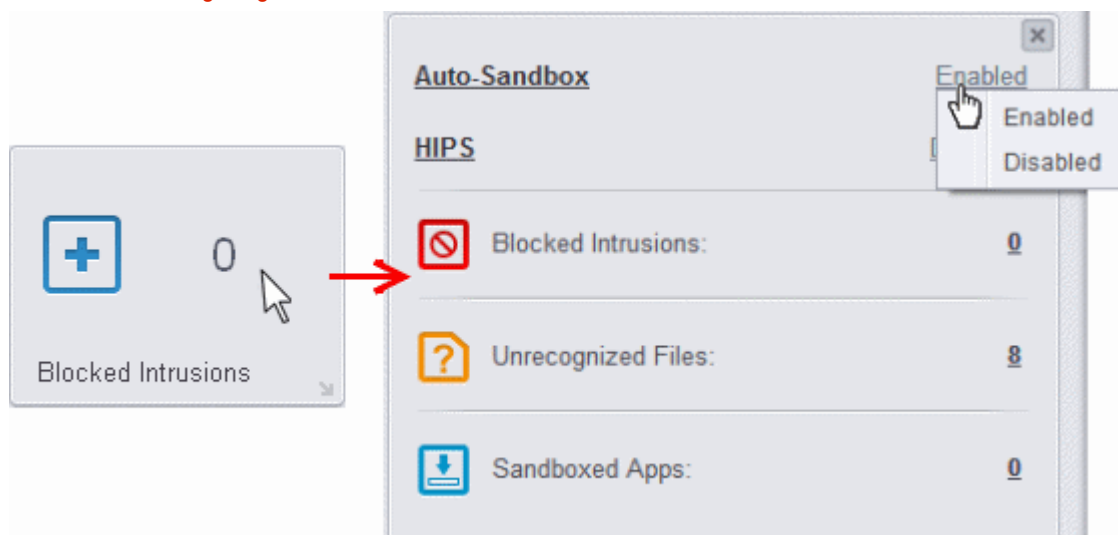 Auto-Sandbox Enabled
Enabled
HIPS
Disabled
0
Blocked Intrusions
Blocked Intrusions: 0
Unrecognized Files: 8
Sandboxed Apps: 0